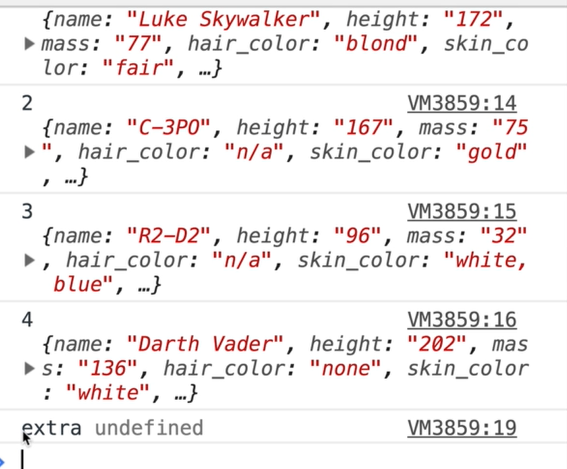 {name: "Luke Skywalker", height: "172",
mass: "77", hair_color: "blond", skin_co
lor: "fair", …}
2 VM3859:14
{name: "C-3PO", height: "167", mass: "75
", hair_color: "n/a", skin_color: "gold"
, …}
3 VM3859:15
{name: "R2-D2", height: "96", mass: "32"
, hair_color: "n/a", skin_color: "white,
blue", …}
4 VM3859:16
{name: "Darth Vader", height: "202", mas
s: "136", hair_color: "none", skin_color
: "white", …}
extra undefined VM3859:19